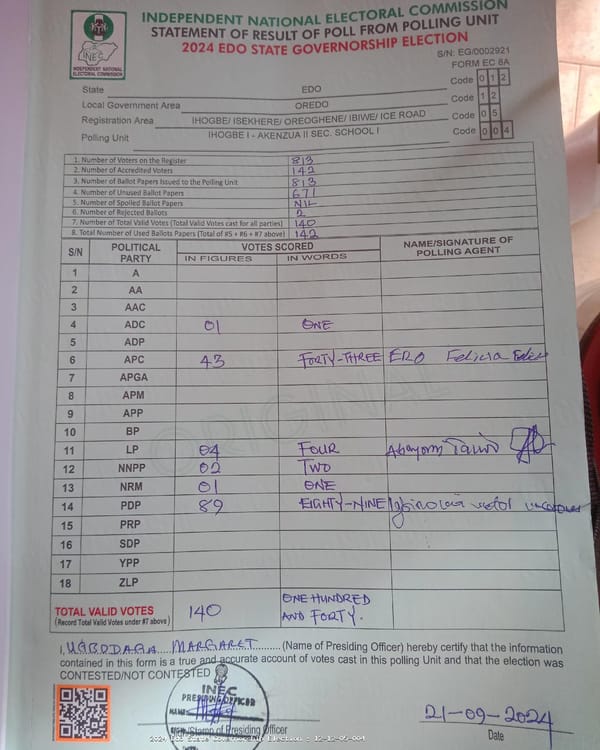 INDEPENDENT NATIONAL ELECTORAL COMMISSION
STATEMENT OF RESULT OF POLL FROM POLLING UNIT
2024 EDO STATE GOVERNORSHIP ELECTION
INEC
INDEPENDENT NATIONAL ELECTORAL COMMISSION
S/N: EG/0002921
FORM EC 8A
State EDO Code 0 1 2
Local Government Area OREDO Code 1 2
Registration Area IHOGBE/ ISEKHERE/ OREOGHENE/ IBIWE/ ICE ROAD Code 0 5
Polling Unit IHOGBE I - AKENZUA II SEC. SCHOOL I Code 0 0 4
1. Number of Voters on the Register 813
2. Number of Accredited Voters 142
3. Number of Ballot Papers Issued to the Polling Unit 813
4. Number of Unused Ballot Papers 671
5. Number of Spoiled Ballot Papers NIL
6. Number of Rejected Ballots 2
7. Number of Total Valid Votes (Total Valid Votes cast for all parties) 140
8. Total Number of Used Ballots Papers (Total of #5 + #6 + #7 above) 142
S/N POLITICAL PARTY VOTES SCORED NAME/SIGNATURE OF POLLING AGENT
IN FIGURES IN WORDS
1 A
2 AA
3 AAC
4 ADC 01 ONE
5 ADP
6 APC 43 FORTY-THREE ERO Felicia
7 APGA
8 APM
9 APP
10 BP
11 LP 04 FOUR
12 NNPP 02 TWO
13 NRM 01 ONE
14 PDP 89 EIGHTY-NINE
15 PRP
16 SDP
17 YPP
18 ZLP
ORIGINAL
TOTAL VALID VOTES 140 ONE HUNDRED AND FORTY.
(Record Total Valid Votes under #7 above)
I, UGBODAGA MARGARET (Name of Presiding Officer) hereby certify that the information
contained in this form is a true and accurate account of votes cast in this polling Unit and that the election was
CONTESTED/NOT CONTESTED
INEC
PRESIDING OFFICER
NAME:
SIGN
/Stamp of Presiding Officer
21-09-2024
Date
2024 Edo State Governorship Election : 12-12-05-004